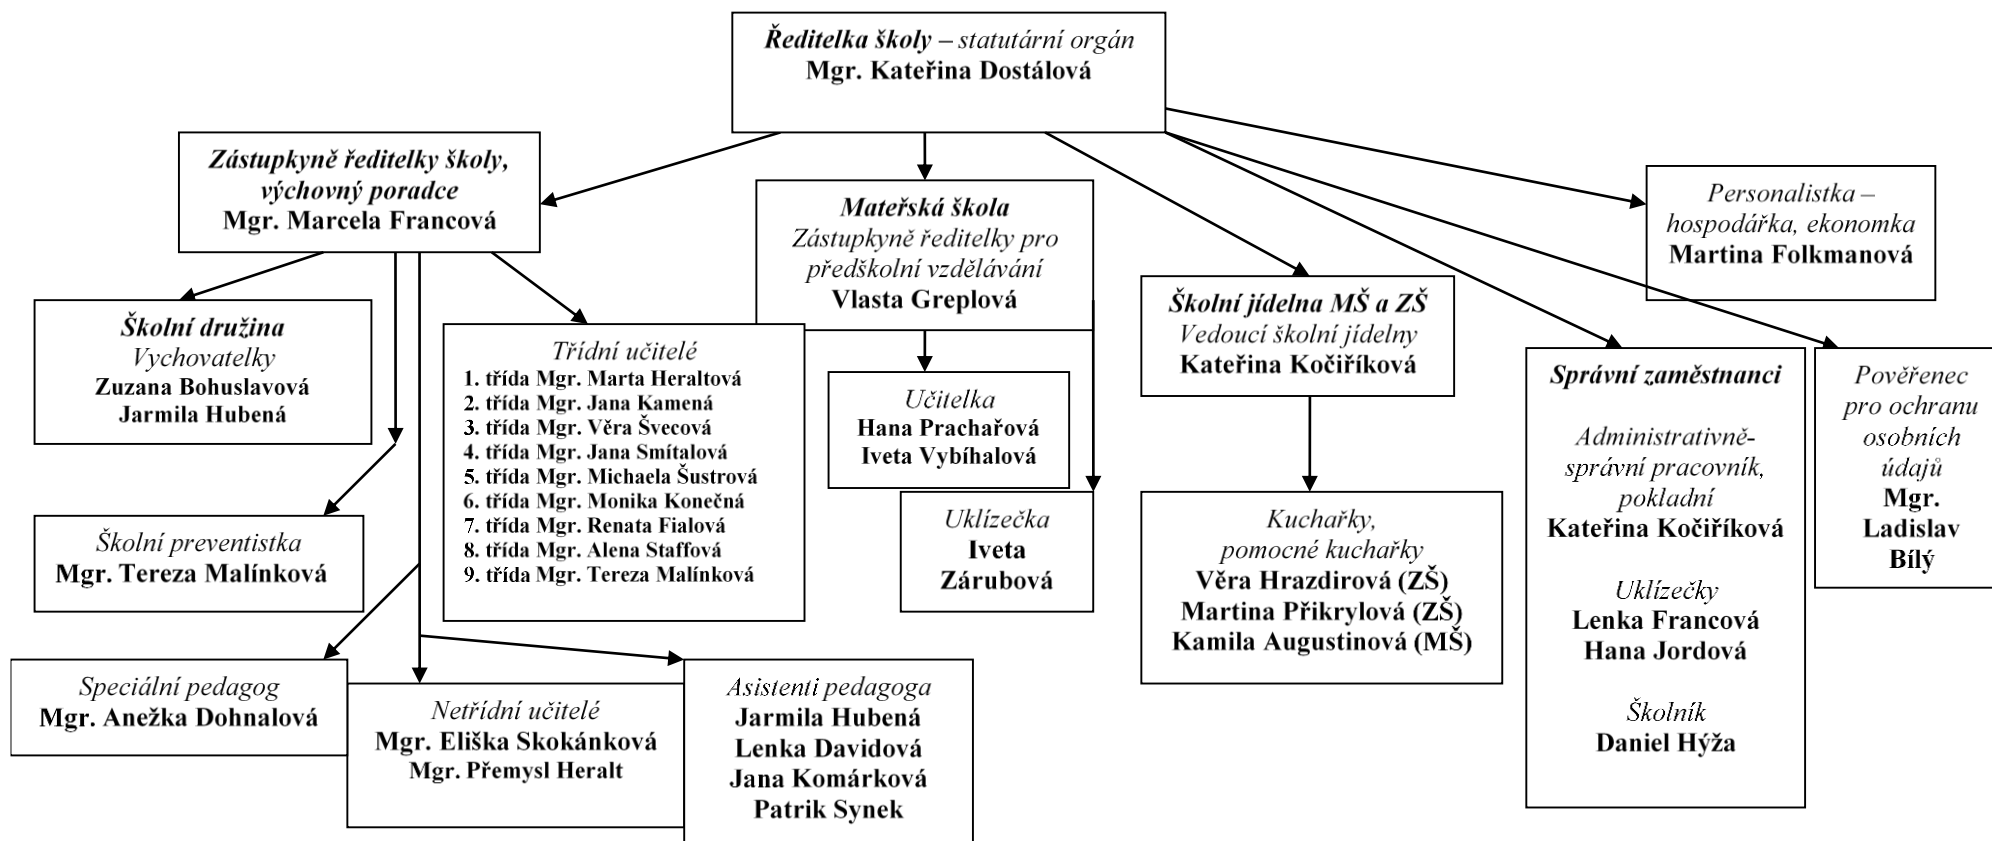 Ředitelka školy – statutární orgán
Mgr. Kateřina Dostálová
Zástupkyně ředitelky školy,
výchovný poradce
Mgr. Marcela Francová
Mateřská škola
Zástupkyně ředitelky pro
předškolní vzdělávání
Vlasta Greplová
Školní jídelna MŠ a ZŠ
Vedoucí školní jídelny
Kateřina Kočiříková
Personalistka –
hospodářka, ekonomka
Martina Folkmanová
Školní družina
Vychovatelky
Zuzana Bohuslavová
Jarmila Hubená
Třídní učitelé
1. třída Mgr. Marta Heraltová
2. třída Mgr. Jana Kamená
3. třída Mgr. Věra Švecová
4. třída Mgr. Jana Smítalová
5. třída Mgr. Michaela Šustrová
6. třída Mgr. Monika Konečná
7. třída Mgr. Renata Fialová
8. třída Mgr. Alena Staffová
9. třída Mgr. Tereza Malínková
Učitelka
Hana Prachařová
Iveta Vybíhalová
Uklízečka
Iveta
Zárubová
Kuchařky,
pomocné kuchařky
Věra Hrazdirová (ZŠ)
Martina Přikrylová (ZŠ)
Kamila Augustinová (MŠ)
Správní zaměstnanci
Administrativně-
správní pracovník,
pokladní
Kateřina Kočiříková
Uklízečky
Lenka Francová
Hana Jordová
Školník
Daniel Hýža
Pověřenec
pro ochranu
osobních
údajů
Mgr.
Ladislav
Bílý
Školní preventistka
Mgr. Tereza Malínková
Speciální pedagog
Mgr. Anežka Dohnalová
Netřídní učitelé
Mgr. Eliška Skokánková
Mgr. Přemysl Heralt
Asistenti pedagoga
Jarmila Hubená
Lenka Davidová
Jana Komárková
Patrik Synek